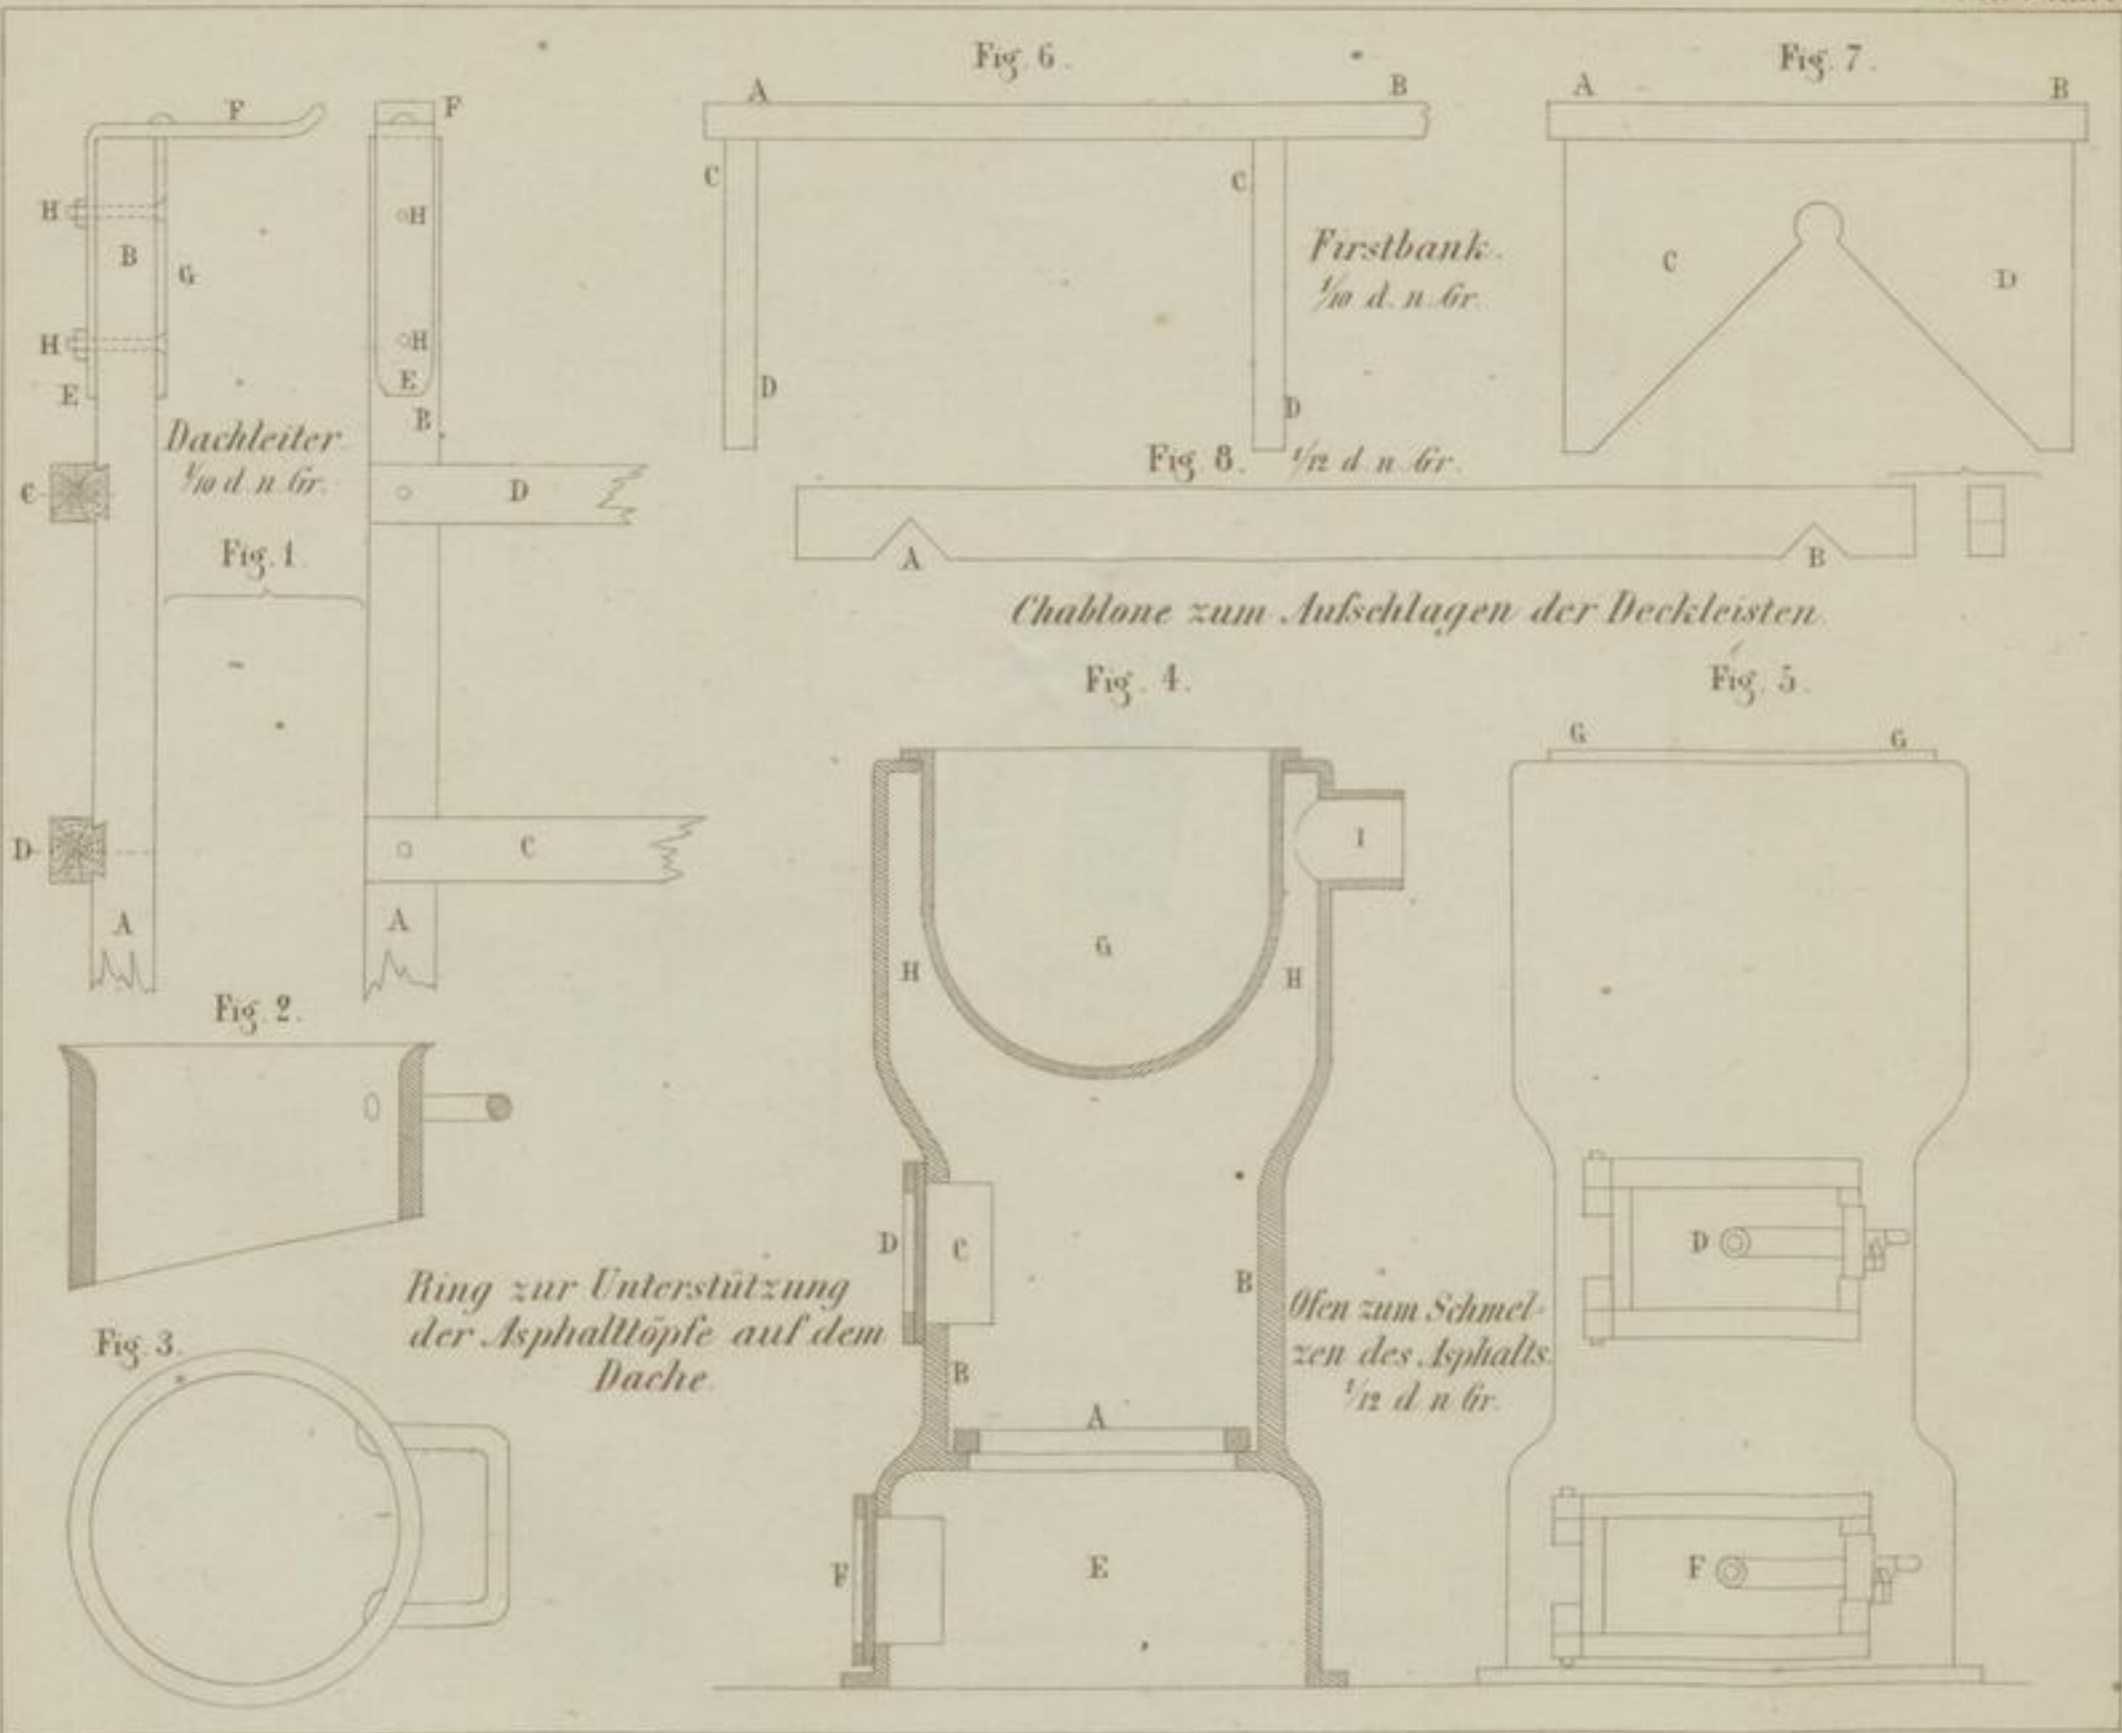 Fig. 6.
Fig. 7.
A
B
A
B
F
F
C
C
H
H
B
G
Firstbank.
1/10 d. n. Gr.
C
D
H
H
E
E
B
D
D
Dachleiter
1/10 d. n. Gr.
Fig. 8. 1/12 d. n. Gr.
C
D
Fig. 1.
A
B
Chablone zum Aufschlagen der Deckleisten
Fig. 4.
Fig. 5.
G
G
D
C
I
A
A
G
H
H
Fig. 2.
Ring zur Unterstützung
der Asphalttöpfe auf dem
Dache.
D
C
B
D
Ofen zum Schmel-
zen des Asphalts
1/12 d. n. Gr.
Fig. 3.
B
A
F
E
F